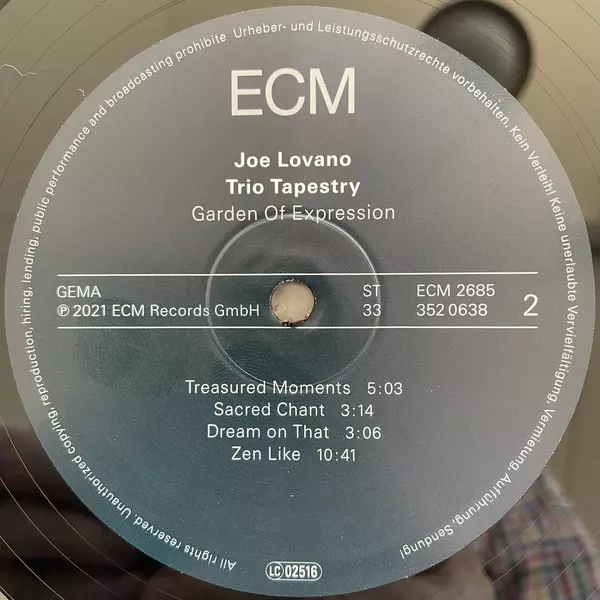 ECM
Joe Lovano
Trio Tapestry
Garden Of Expression
GEMA ST ECM 2685
℗ 2021 ECM Records GmbH 33 352 0638 2
Treasured Moments 5:03
Sacred Chant 3:14
Dream on That 3:06
Zen Like 10:41
LC 02516
All rights reserved. Unauthorized copying, reproduction, hiring, lending, public performance and broadcasting prohibite Urheber- und Leistungsschutzrechte vorbehalten. Kein Verleih! Keine unerlaubte Vervielfältigung, Vermietung, Aufführung, Sendung!